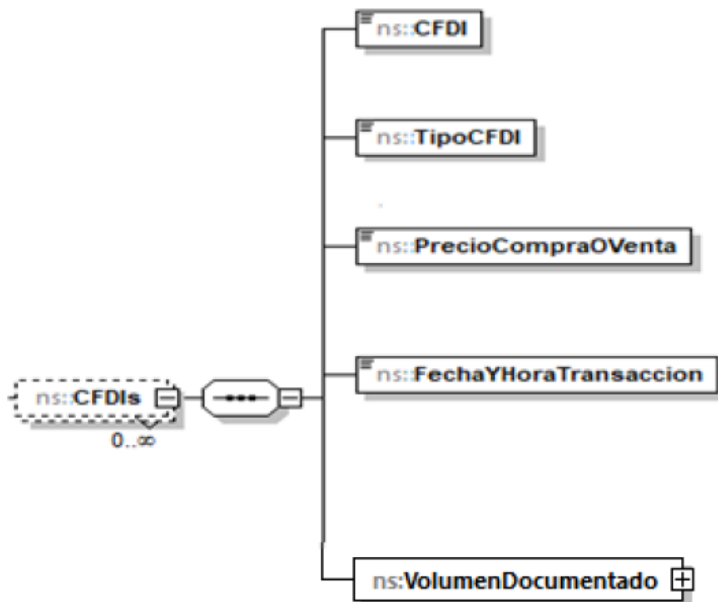 ns::CFDI
ns::TipoCFDI
ns::PrecioCompraOVenta
ns::FechaYHoraTransaccion
ns::CFDIs
0..∞
ns:VolumenDocumentado